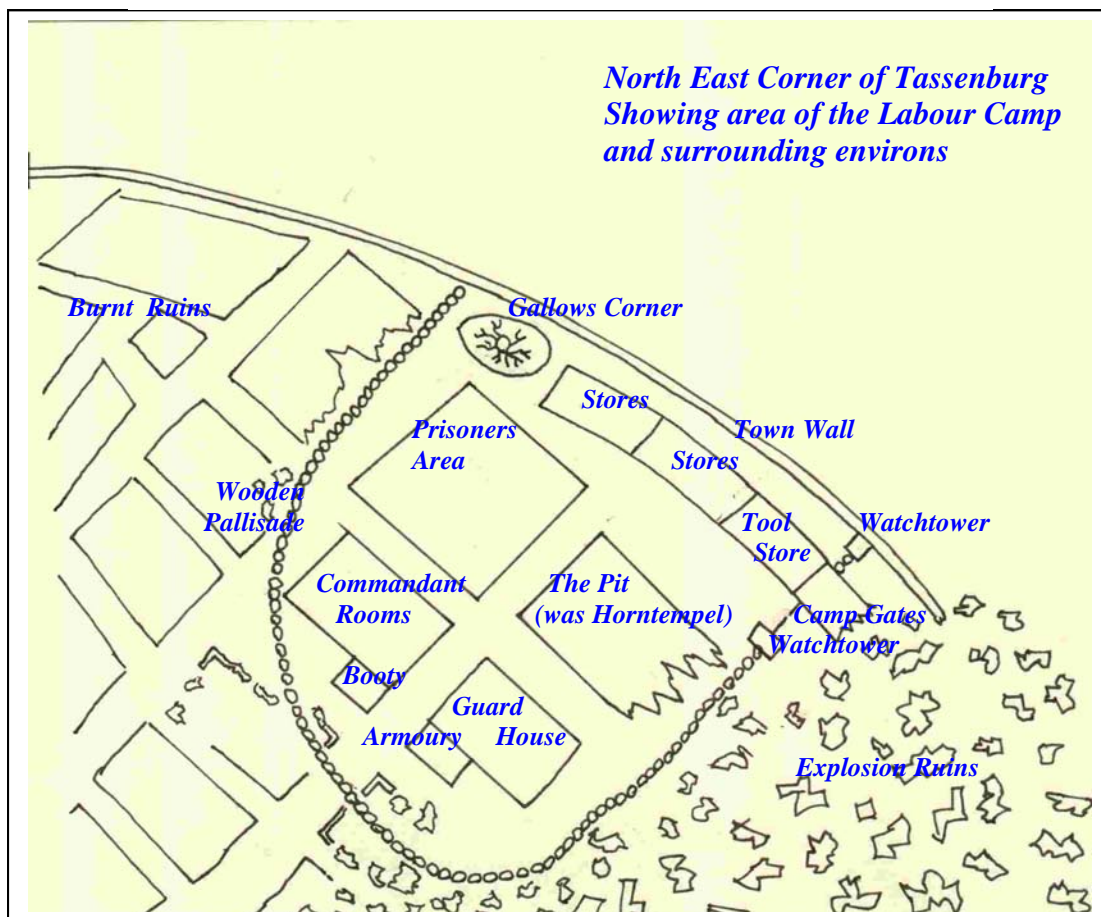 North East Corner of Tassenburg
Showing area of the Labour Camp
and surrounding environs
Burnt Ruins
Gallows Corner
Stores
Prisoners
Area
Town Wall
Stores
Wooden
Pallisade
Tool
Store
Watchtower
Commandant
Rooms
The Pit
(was Horntempel)
Camp Gates
Watchtower
Booty
Guard
House
Armoury
Explosion Ruins